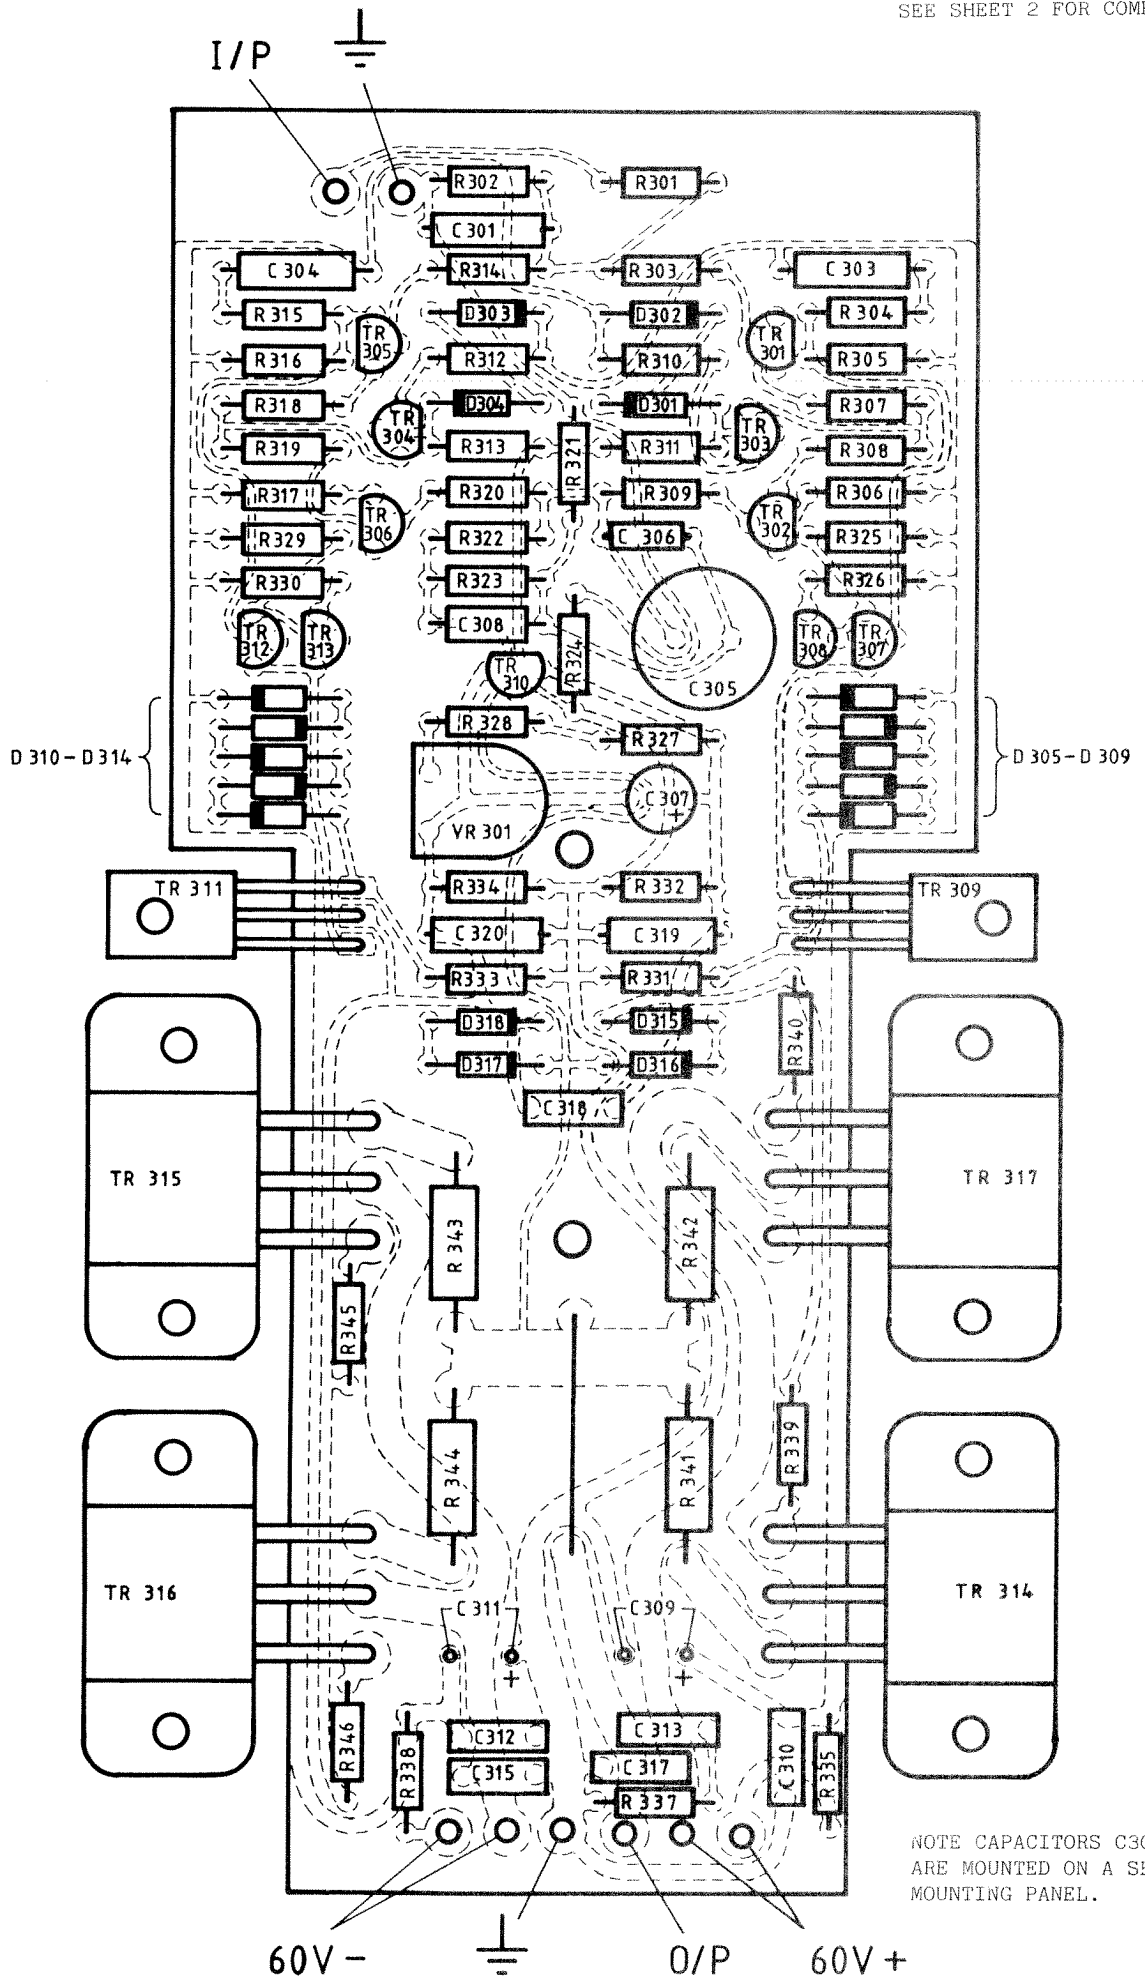 SEE SHEET 2 FOR
I/P
R302
R301
C301
C304
R314
R303
C303
R315
D303
D302
R304
TR 305
TR 301
R316
R312
R310
R305
R318
D304
D301
R307
TR 304
TR 303
R319
R313
R321
R311
R308
R317
R320
R309
R306
TR 306
TR 302
R329
R322
C 306
R325
R330
R323
R326
TR 312
TR 313
C308
R324
TR 308
TR 307
TR 310
C305
R328
R327
D310-D314
D305-D309
C307
+
VR301
TR 311
R334
R332
TR 309
C320
C319
R333
R331
D318
D315
R340
D317
D316
C318
TR 315
TR 317
R343
R342
R345
R339
R344
R341
TR 316
TR 314
C311
C309
+
+
R346
R338
C312
C313
C310
R335
C315
C317
R337
NOTE CAPACITORS
ARE MOUNTED ON A
MOUNTING PANEL.
60V -
O/P
60V +